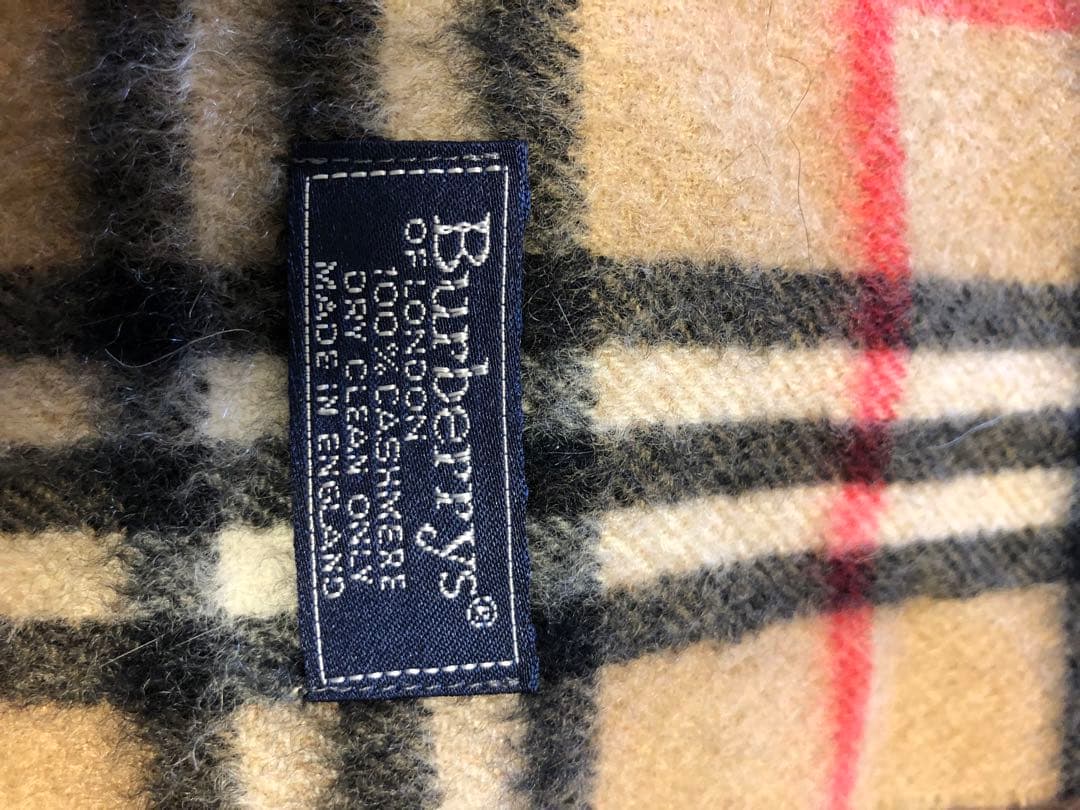 Burberrys®
OF LONDON
100% CASHMERE
DRY CLEAN ONLY
MADE IN ENGLAND